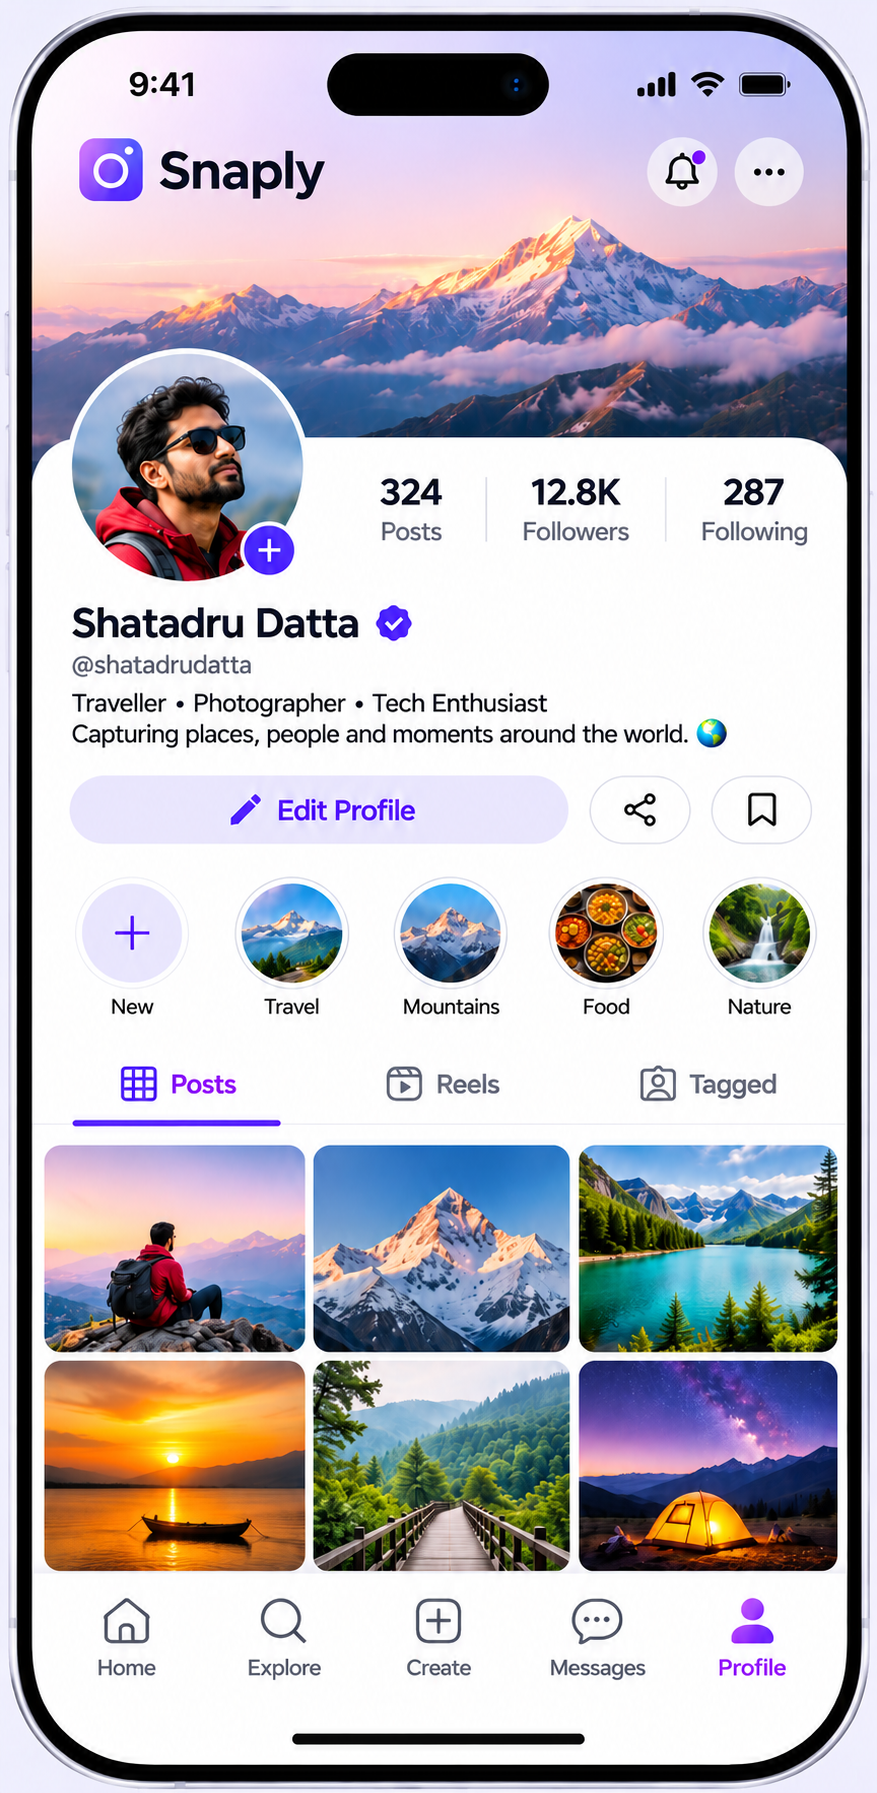 9:41
Snaply
324 12.8K 287
Posts Followers Following
Shatadru Datta
@shatadrudatta
Traveller • Photographer • Tech Enthusiast
Capturing places, people and moments around the world. 🌎
Edit Profile
New Travel Mountains Food Nature
Posts Reels Tagged
Home Explore Create Messages Profile